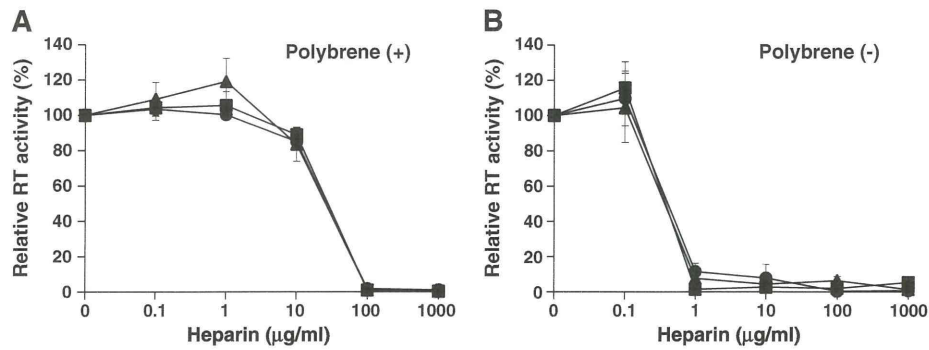 A
Polybrene (+)
Relative RT activity (%)
140
120
100
80
60
40
20
0
0 0.1 1 10 100 1000
Heparin (μg/ml)
B
Polybrene (-)
Relative RT activity (%)
140
120
100
80
60
40
20
0
0 0.1 1 10 100 1000
Heparin (μg/ml)